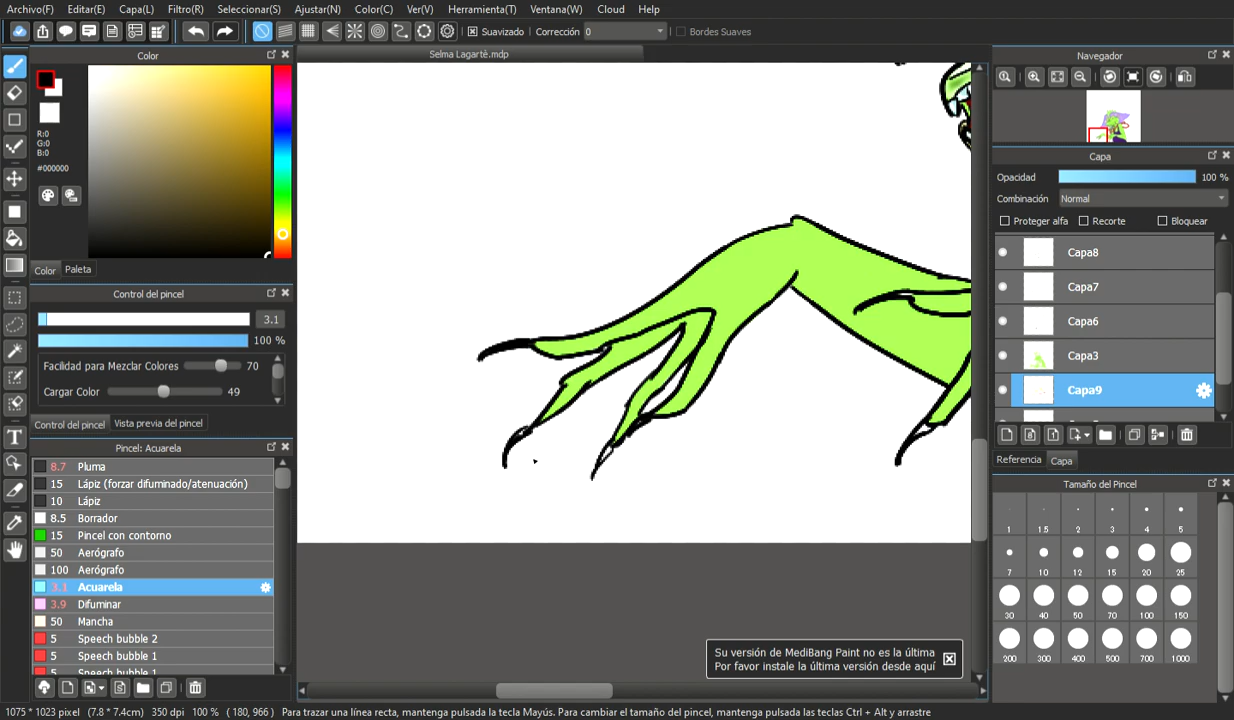 Archivo(F) Editar(E) Capa(L) Filtro(R) Seleccionar(S) Ajustar(N) Color(C) Ver(V) Herramienta(T) Ventana(W) Cloud Help
Suavizado Corrección 0 Bordes Suaves
Color
R:0
G:0
B:0
#000000
Color Paleta
Control del pincel
3.1
100 %
Facilidad para Mezclar Colores 70
Cargar Color 49
Control del pincel Vista previa del pincel
Pincel: Acuarela
8.7 Pluma
15 Lápiz (forzar difuminado/atenuación)
10 Lápiz
8.5 Borrador
15 Pincel con contorno
50 Aerógrafo
100 Aerógrafo
3.1 Acuarela
3.9 Difuminar
50 Mancha
5 Speech bubble 2
5 Speech bubble 1
5 Speech bubble 1
Selma Lagartê.mdp
Su versión de MediBang Paint no es la última
Por favor instale la última versión desde aquí
Navegador
Capa
Opacidad 100 %
Combinación Normal
Proteger alfa Recorte Bloquear
Capa8
Capa7
Capa6
Capa3
Capa9
Referencia Capa
Tamaño del Pincel
1 1.5 2 3 4 5
7 10 12 15 20 25
30 40 50 70 100 150
200 300 400 500 700 1000
1075 * 1023 pixel (7.8 * 7.4cm) 350 dpi 100 % ( 180, 966 ) Para trazar una línea recta, mantenga pulsada la tecla Mayús. Para cambiar el tamaño del pincel, mantenga pulsadas las teclas Ctrl + Alt y arrastre